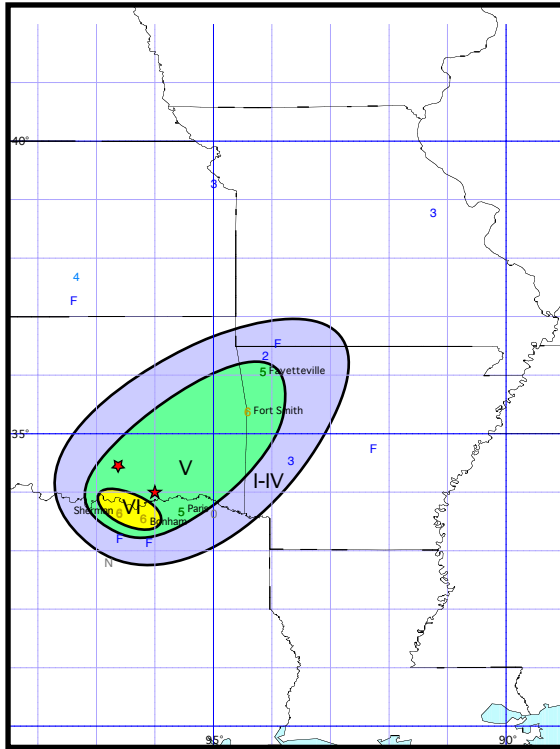 40°
3
3
4
F
F
2
5 Fayetteville
6 Fort Smith
35°
F
V
3
I-IV
VI
Sherman 6
6 Bonham
5 Paris
0
F
F
N
95°
90°